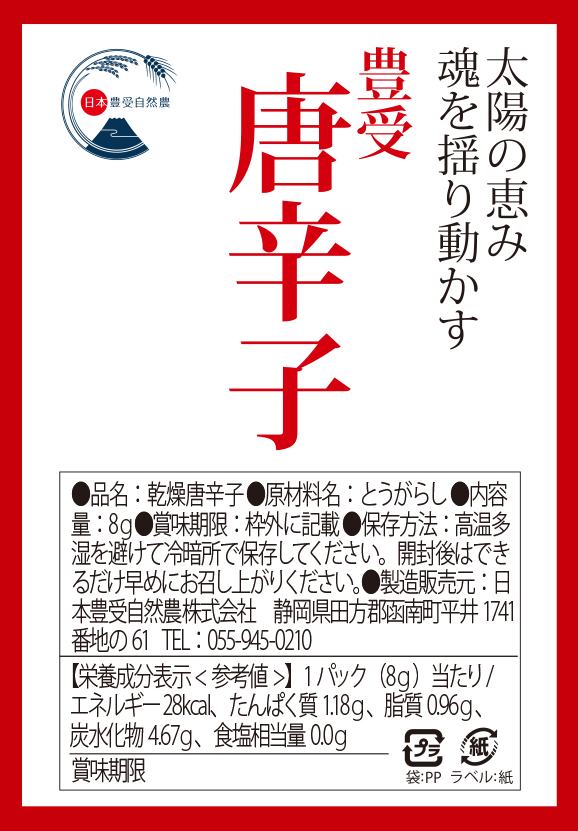 太陽の恵み
魂を揺り動かす
豊受
唐辛子
日本豊受自然農
●品名：乾燥唐辛子●原材料名：とうがらし●内容
量：8g●賞味期限：枠外に記載●保存方法：高温多
湿を避けて冷暗所で保存してください。開封後はでき
るだけ早めにお召し上がりください。●製造販売元：日
本豊受自然農株式会社　静岡県田方郡函南町平井 1741
番地の 61　TEL：055-945-0210
【栄養成分表示＜参考値＞】1 パック（8g）当たり /
エネルギー 28kcal、たんぱく質 1.18g、脂質 0.96g、
炭水化物 4.67g、食塩相当量 0.0g
賞味期限
プラ
袋：PP
紙
ラベル：紙